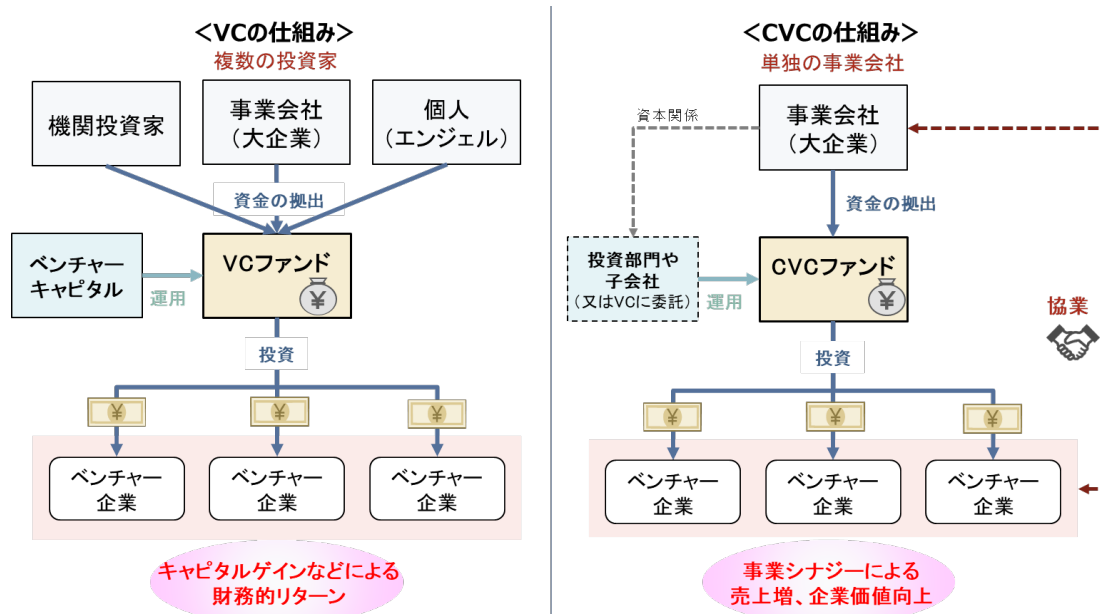 <VCの仕組み>
複数の投資家
機関投資家
事業会社
（大企業）
個人
（エンジェル）
資金の拠出
ベンチャー
キャピタル
運用
VCファンド
¥
投資
¥
¥
¥
ベンチャー
企業
ベンチャー
企業
ベンチャー
企業
キャピタルゲインなどによる
財務的リターン
<CVCの仕組み>
単独の事業会社
資本関係
事業会社
（大企業）
資金の拠出
投資部門や
子会社
（又はVCに委託）
運用
CVCファンド
¥
協業
投資
¥
¥
¥
ベンチャー
企業
ベンチャー
企業
ベンチャー
企業
事業シナジーによる
売上増、企業価値向上